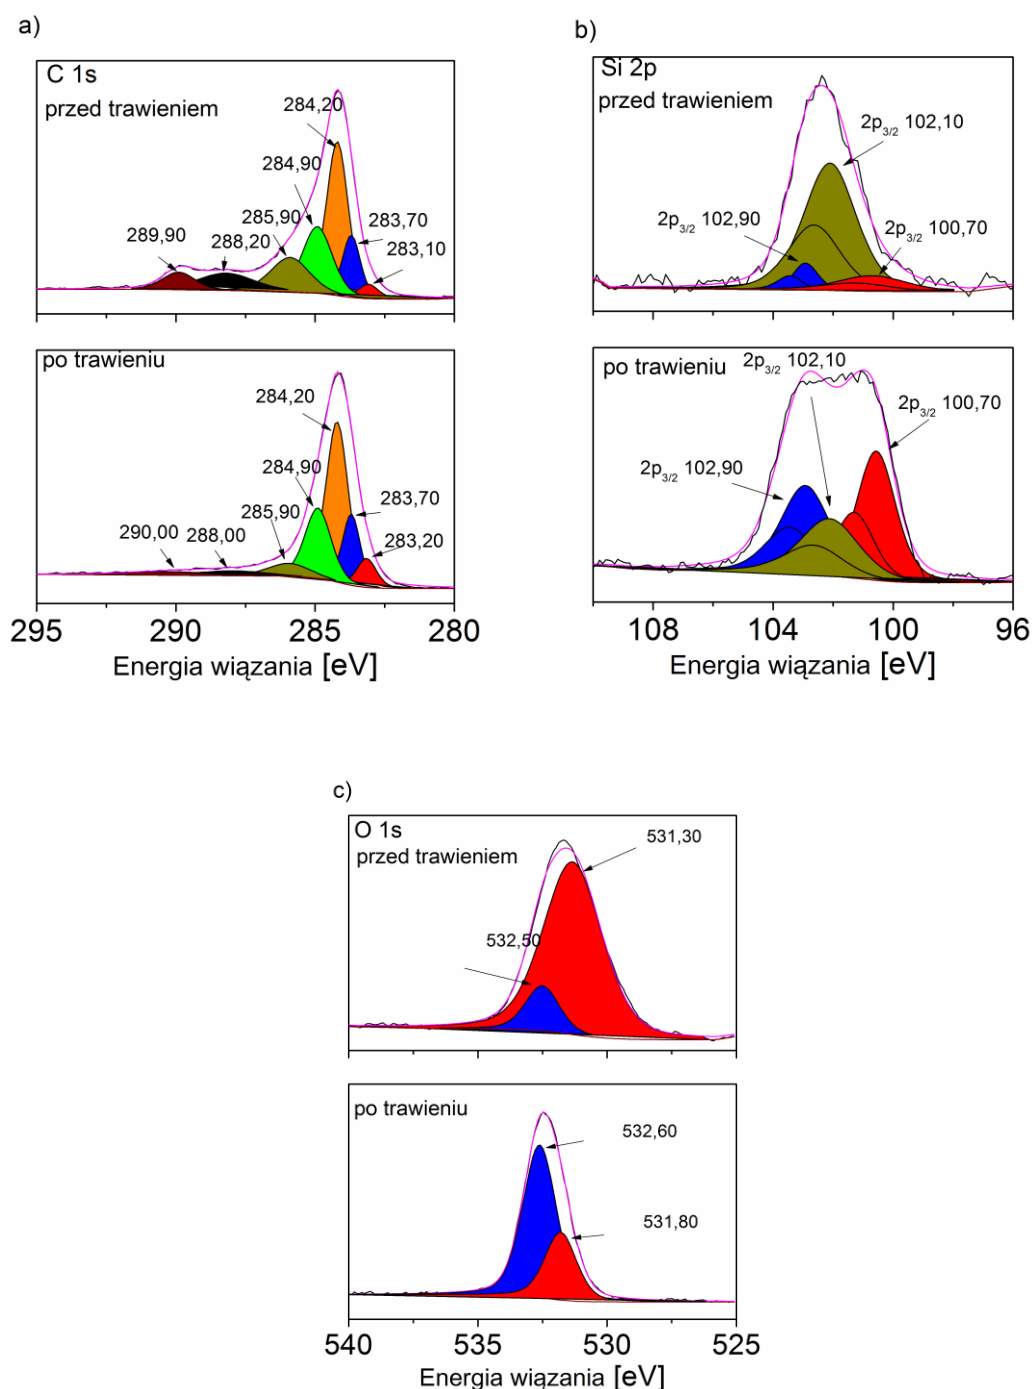 a)
C 1s
przed trawieniem
284,20
284,90
285,90
289,90
288,20
283,70
283,10
po trawieniu
284,20
284,90
285,90
290,00
288,00
283,70
283,20
295 290 285 280
Energia wiązania [eV]
b)
Si 2p
przed trawieniem
2p3/2 102,10
2p3/2 102,90
2p3/2 100,70
po trawieniu
2p3/2 102,10
2p3/2 100,70
2p3/2 102,90
108 104 100 96
Energia wiązania [eV]
c)
O 1s
przed trawieniem
531,30
532,50
po trawieniu
532,60
531,80
540 535 530 525
Energia wiązania [eV]